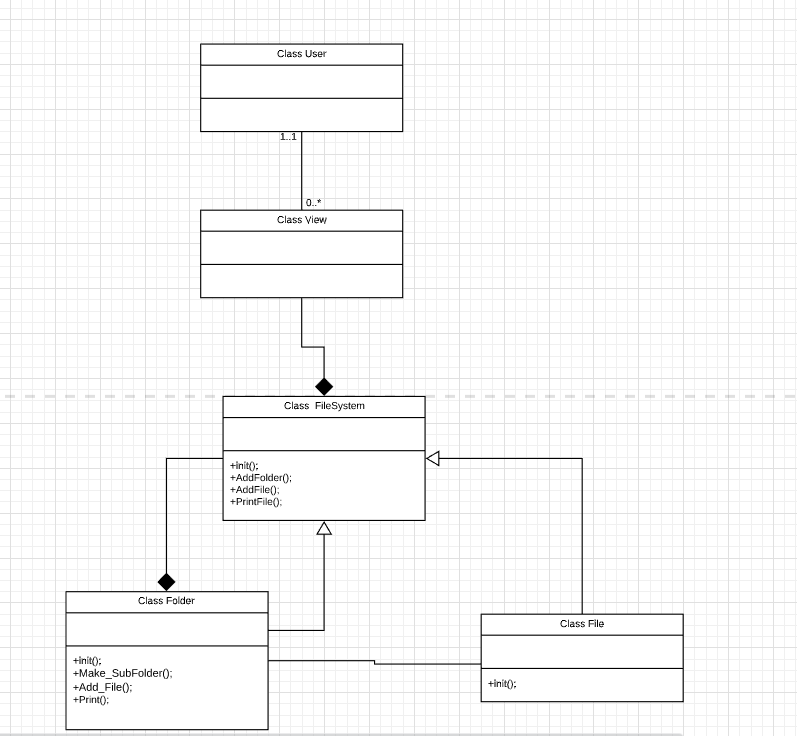 Class User
1..1
0..*
Class View
Class  FileSystem
+init();
+AddFolder();
+AddFile();
+PrintFile();
Class Folder
+init();
+Make_SubFolder();
+Add_File();
+Print();
Class File
+init();